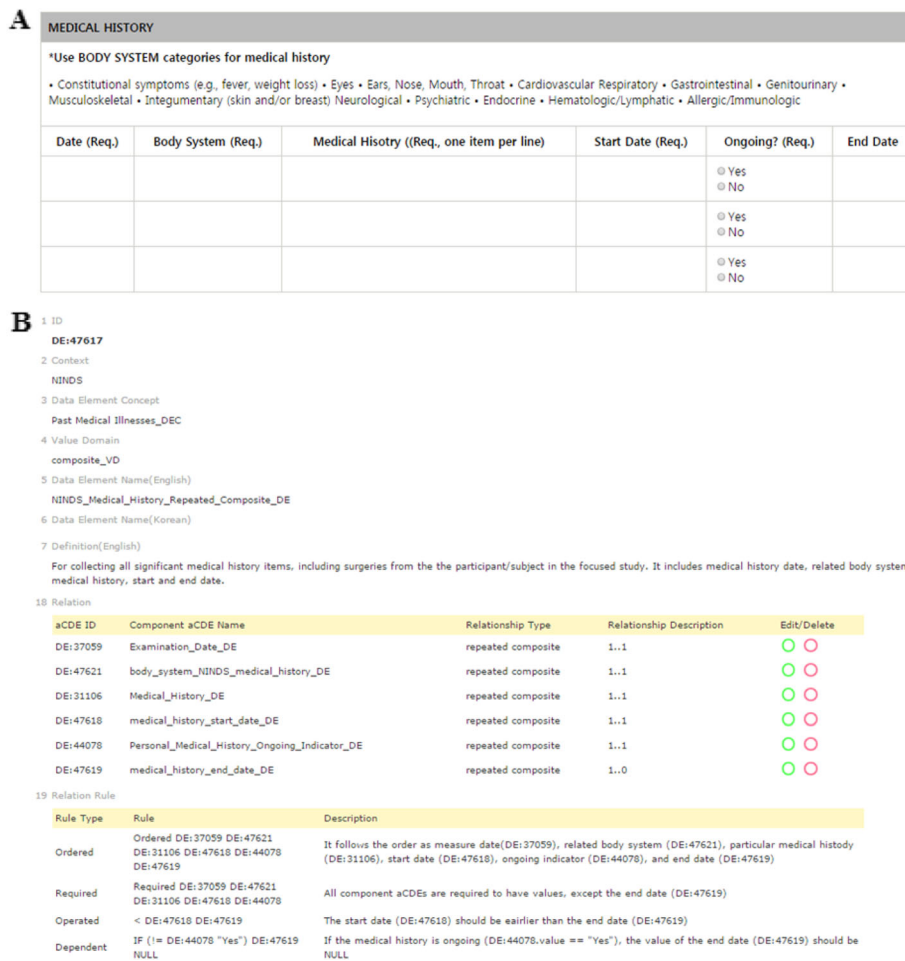 A
MEDICAL HISTORY
*Use BODY SYSTEM categories for medical history
• Constitutional symptoms (e.g., fever, weight loss) • Eyes • Ears, Nose, Mouth, Throat • Cardiovascular Respiratory • Gastrointestinal • Genitourinary •
Musculoskeletal • Integumentary (skin and/or breast) Neurological • Psychiatric • Endocrine • Hematologic/Lymphatic • Allergic/Immunologic
Date (Req.) Body System (Req.) Medical Hisotry ((Req., one item per line) Start Date (Req.) Ongoing? (Req.) End Date
Yes
No
Yes
No
Yes
No
B
1 ID
DE:47617
2 Context
NINDS
3 Data Element Concept
Past Medical Illnesses_DEC
4 Value Domain
composite_VD
5 Data Element Name(English)
NINDS_Medical_History_Repeated_Composite_DE
6 Data Element Name(Korean)
7 Definition(English)
For collecting all significant medical history items, including surgeries from the the participant/subject in the focused study. It includes medical history date, related body system
medical history, start and end date.
18 Relation
aCDE ID Component aCDE Name Relationship Type Relationship Description Edit/Delete
DE:37059 Examination_Date_DE repeated composite 1..1
DE:47621 body_system_NINDS_medical_history_DE repeated composite 1..1
DE:31106 Medical_History_DE repeated composite 1..1
DE:47618 medical_history_start_date_DE repeated composite 1..1
DE:44078 Personal_Medical_History_Ongoing_Indicator_DE repeated composite 1..1
DE:47619 medical_history_end_date_DE repeated composite 1..0
19 Relation Rule
Rule Type Rule Description
Ordered
Ordered DE:37059 DE:47621
DE:31106 DE:47618 DE:44078
DE:47619
It follows the order as measure date(DE:37059), related body system (DE:47621), particular medical histody
(DE:31106), start date (DE:47618), ongoing indicator (DE:44078), and end date (DE:47619)
Required
Required DE:37059 DE:47621
DE:31106 DE:47618 DE:44078
All component aCDEs are required to have values, except the end date (DE:47619)
Operated < DE:47618 DE:47619 The start date (DE:47618) should be eairlier than the end date (DE:47619)
Dependent
IF (!= DE:44078 "Yes") DE:47619
NULL
If the medical history is ongoing (DE:44078.value == "Yes"), the value of the end date (DE:47619) should be
NULL